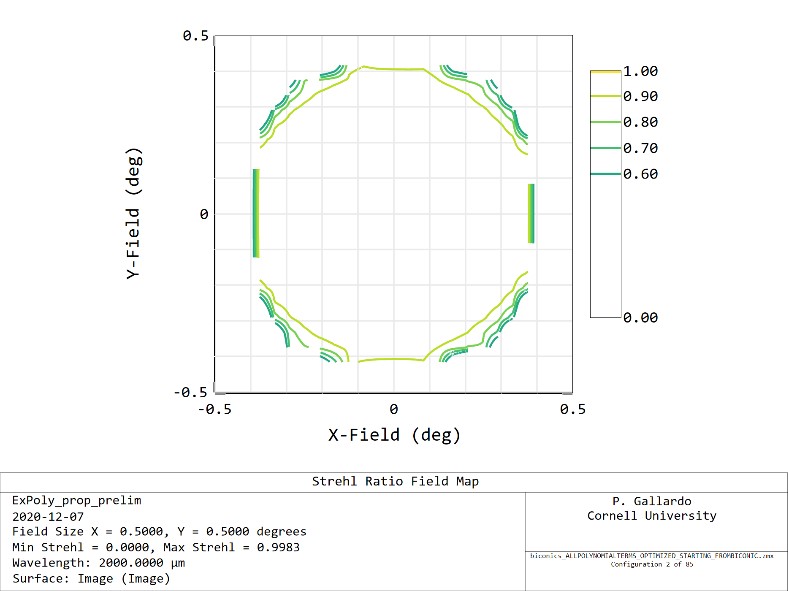 0.5
0
-0.5
Y-Field (deg)
-0.5
0
0.5
X-Field (deg)
1.00
0.90
0.80
0.70
0.60
0.00
Strehl Ratio Field Map
ExPoly_prop_prelim
2020-12-07
Field Size X = 0.5000, Y = 0.5000 degrees
Min Strehl = 0.0000, Max Strehl = 0.9983
Wavelength: 2000.0000 µm
Surface: Image (Image)
P. Gallardo
Cornell University
biconics_ALLPOLYNOMIALTERMS_OPTIMIZED_STARTING_FROMBICONIC.zmx
Configuration 2 of 85